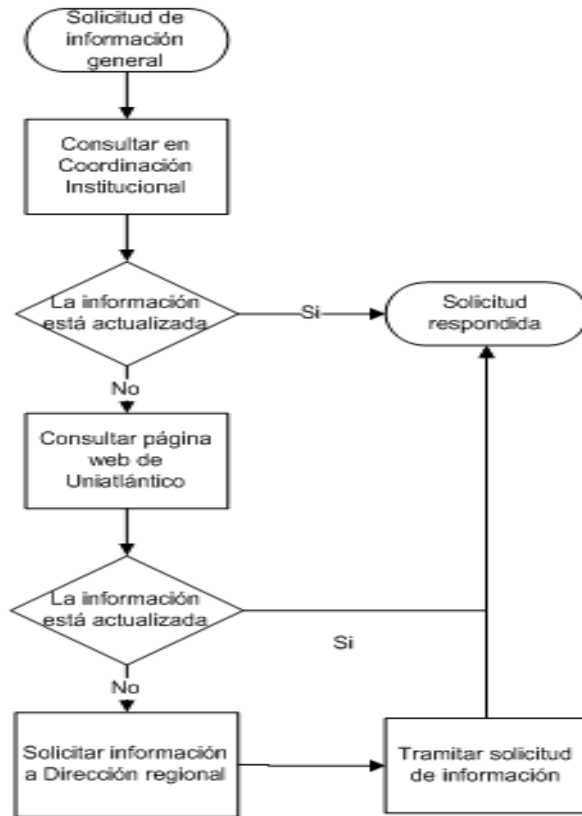 Solicitud de
información
general
Consultar en
Coordinación
Institucional
La información
está actualizada
Si
Solicitud
respondida
No
Consultar página
web de
Uniatlántico
La información
está actualizada
Si
No
Solicitar información
a Dirección regional
Tramitar solicitud
de información